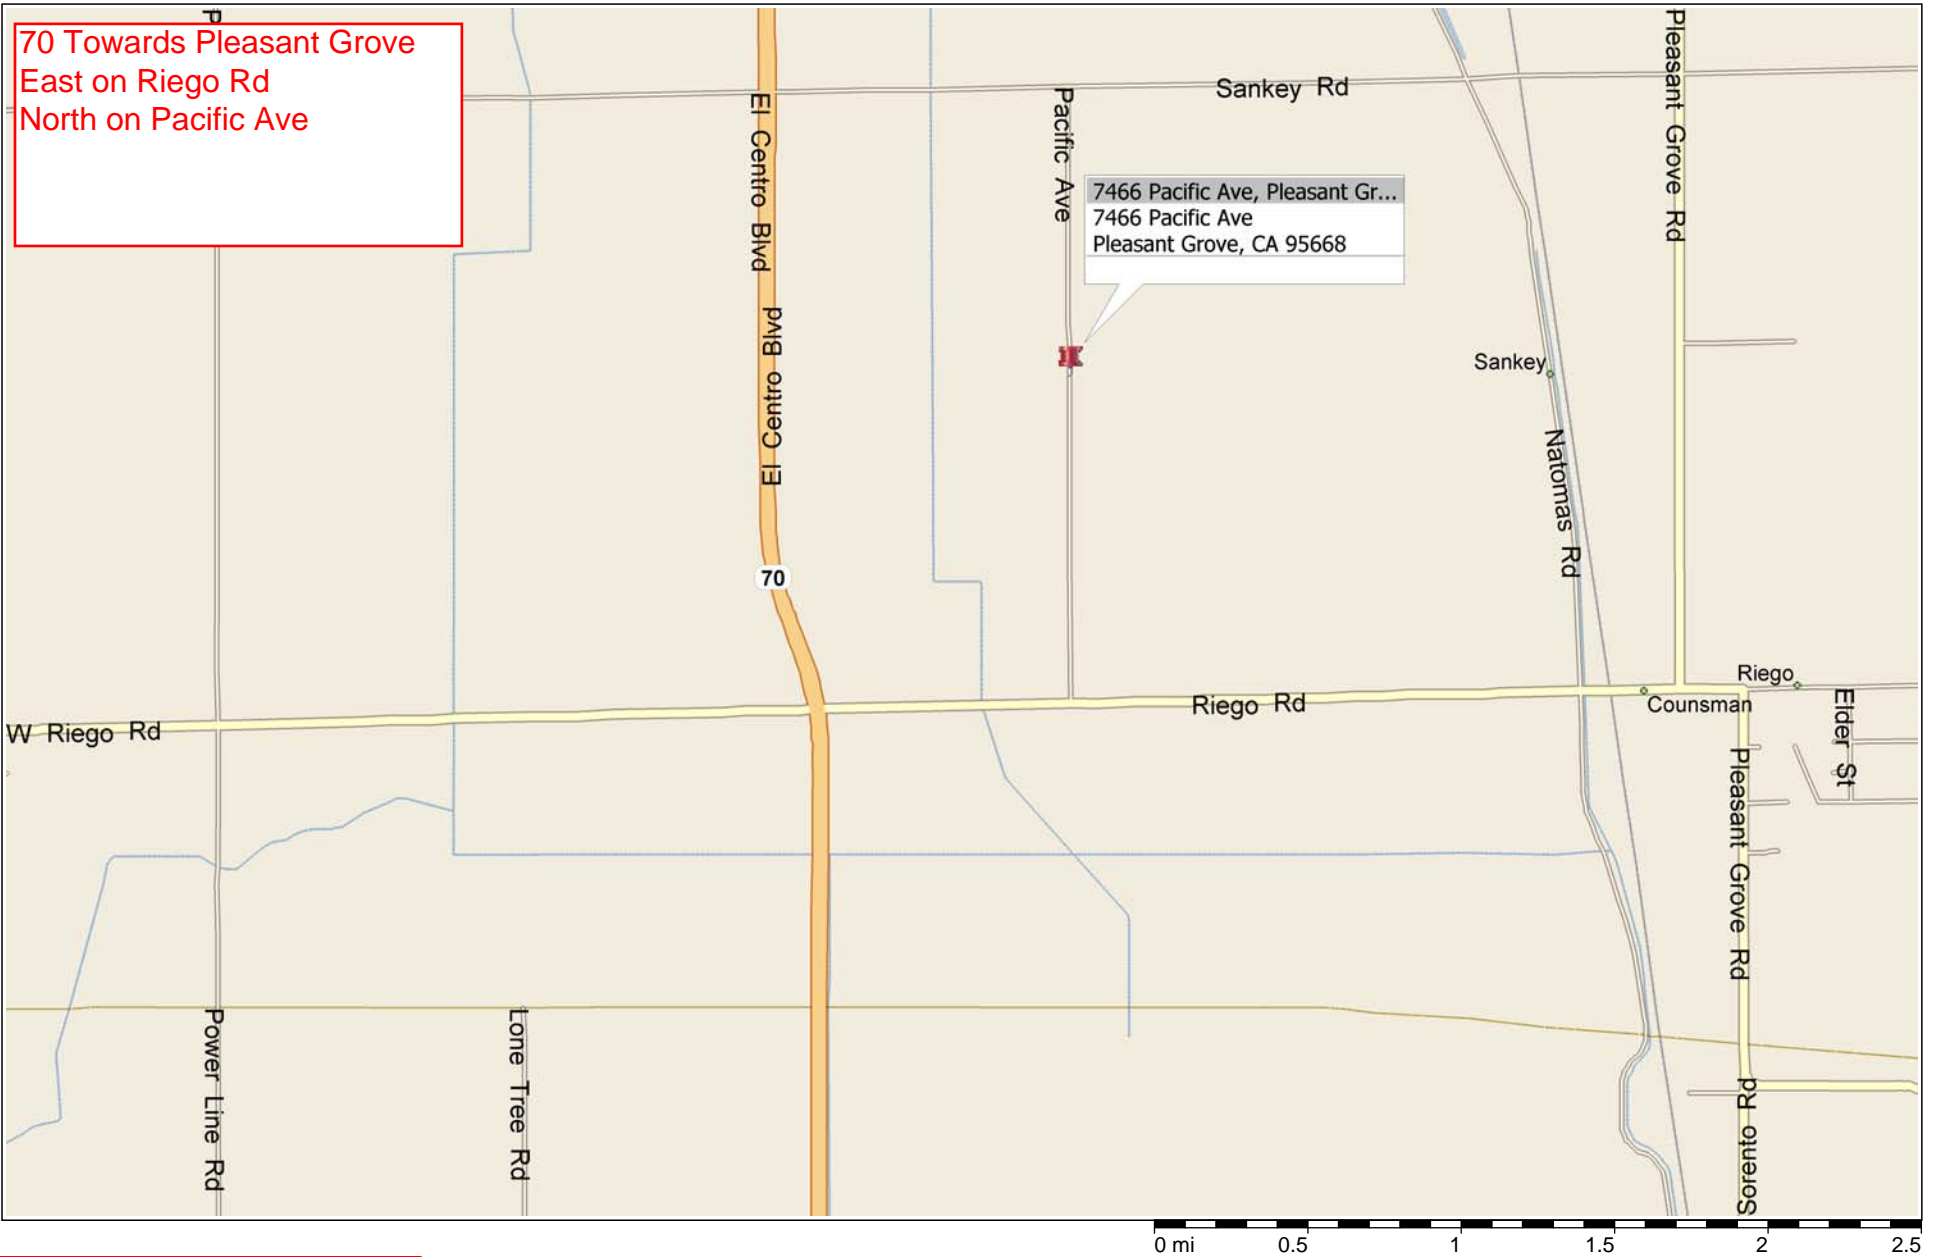 70 Towards Pleasant Grove
East on Riego Rd
North on Pacific Ave
P
El Centro Blvd
El Centro Blvd
70
Pacific Ave
Sankey Rd
7466 Pacific Ave, Pleasant Gr...
7466 Pacific Ave
Pleasant Grove, CA 95668
Pleasant Grove Rd
Sankey
Natomas Rd
W Riego Rd
Riego Rd
Riego
Counsman
Elder St
Pleasant Grove Rd
Power Line Rd
Lone Tree Rd
Sorento Rd
0 mi 0.5 1 1.5 2 2.5